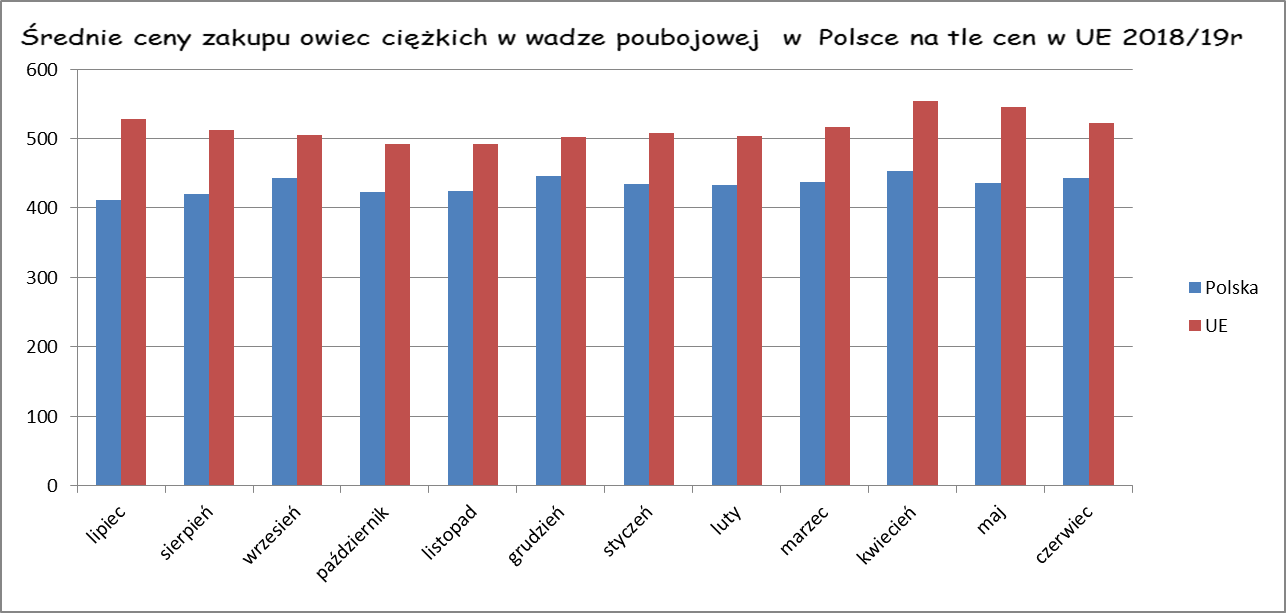 Średnie ceny zakupu owiec ciężkich w wadze poubojowej w Polsce na tle cen w UE 2018/19r
600
500
400
300
200
100
0
lipiec
sierpień
wrzesień
październik
listopad
grudzień
styczeń
luty
marzec
kwiecień
maj
czerwiec
Polska
UE